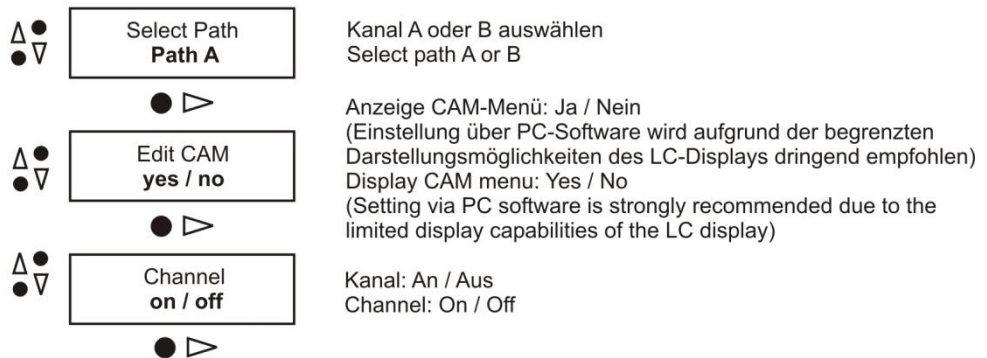 Select Path
Path A
Kanal A oder B auswählen
Select path A or B
Edit CAM
yes / no
Anzeige CAM-Menü: Ja / Nein
(Einstellung über PC-Software wird aufgrund der begrenzten
Darstellungsmöglichkeiten des LC-Displays dringend empfohlen)
Display CAM menu: Yes / No
(Setting via PC software is strongly recommended due to the
limited display capabilities of the LC display)
Channel
on / off
Kanal: An / Aus
Channel: On / Off